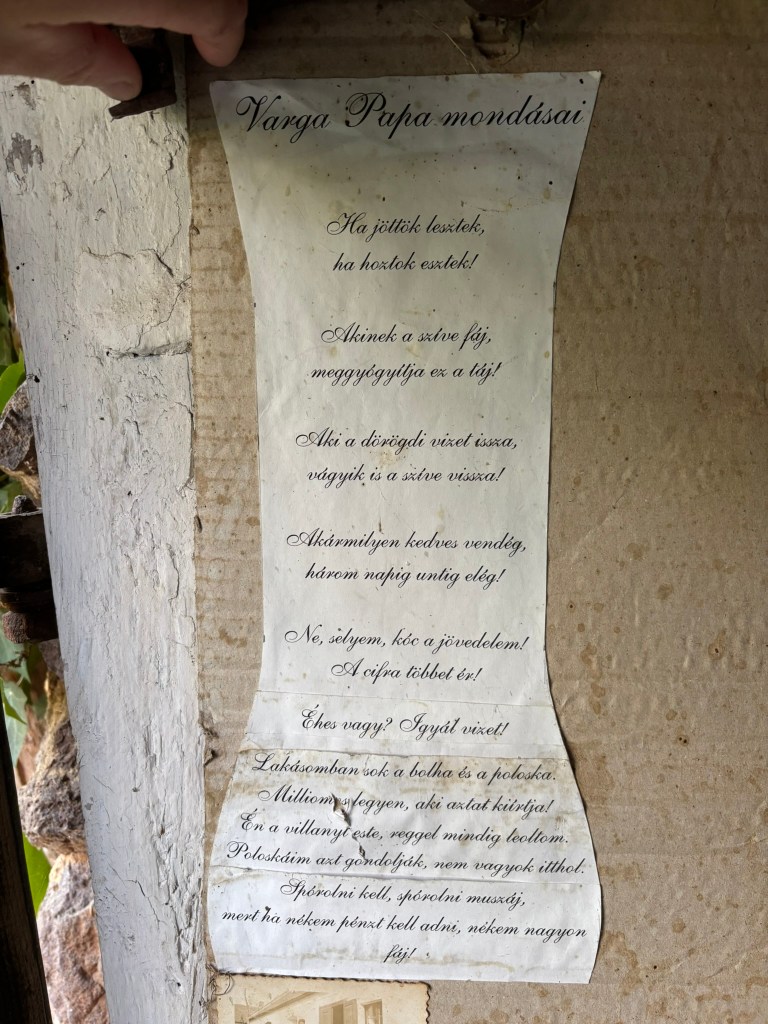 Varga Papa mondásai
Ha jöttök lesztek,
ha hoztok esztek!
Akinek a szíve fáj,
meggyógyítja ez a táj!
Aki a dörögdi vizet issza,
vágyik is a szíve vissza!
Akármilyen kedves vendég,
három napig untig elég!
Ne, selyem, kóc a jövedelem!
A cifra többet ér!
Éhes vagy? Igyál vizet!
Lakásomban sok a bolha és a poloska.
Milliomos legyen, aki aztat kiírtja!
Én a villanyt este, reggel mindig leoltom.
Poloskáim azt gondolják, nem vagyok itthol.
Spórolni kell, spórolni muszáj,
mert ha nékem pénzt kell adni, nékem nagyon
fáj!